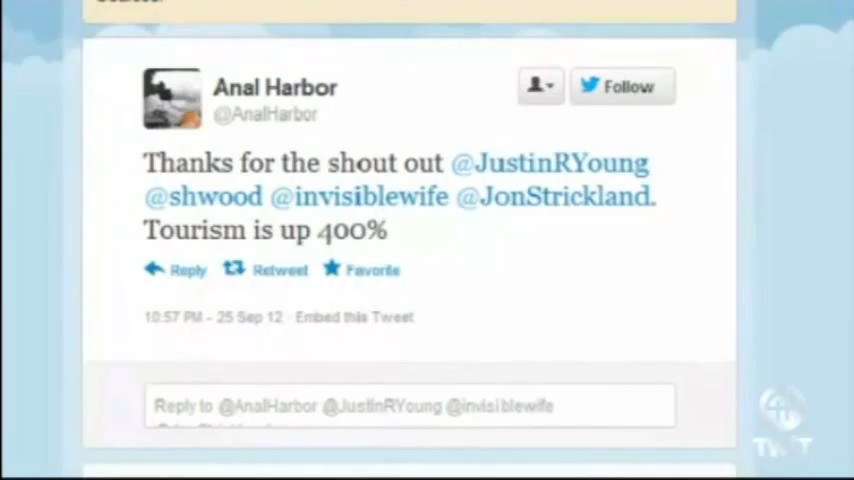 Anal Harbor
@AnalHarbor
Follow
Thanks for the shout out @JustinRYoung
@shwood @invisiblewife @JonStrickland.
Tourism is up 400%
Reply Retweet Favorite
10:57 PM - 25 Sep 12 · Embed this Tweet
Reply to @AnalHarbor @JustinRYoung @invisiblewife
TWiT